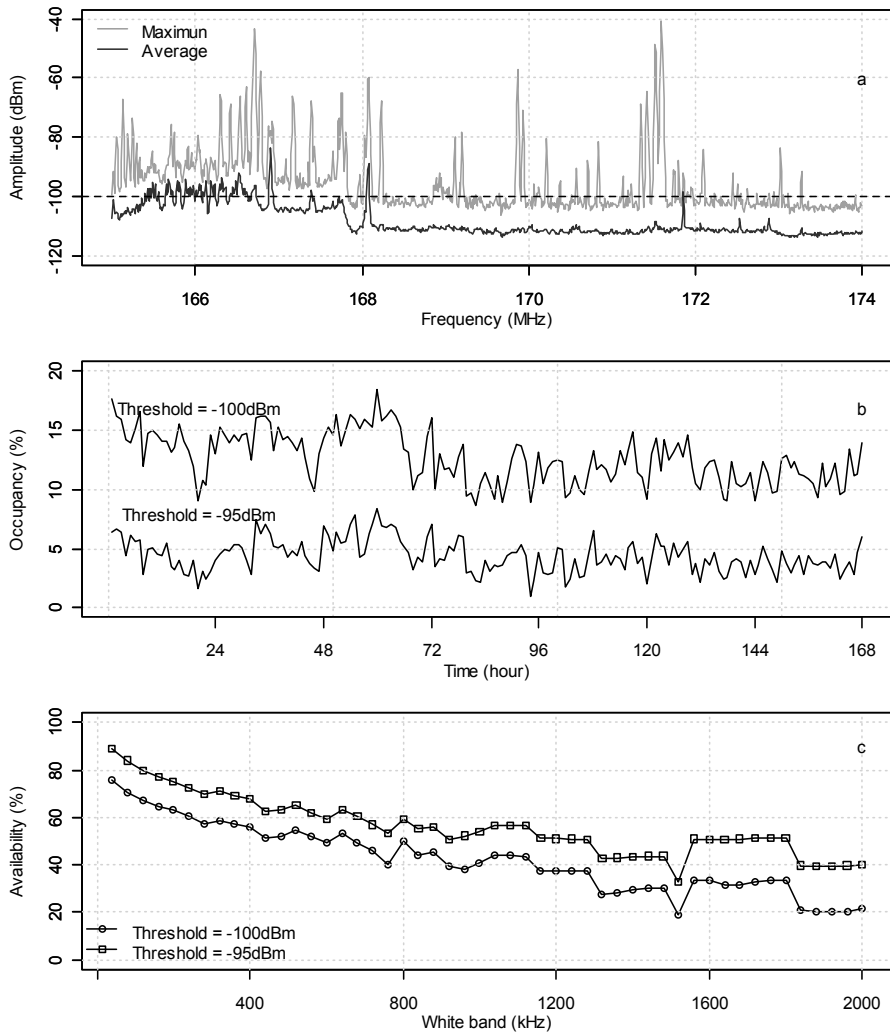 -40
Maximun
Average
a
-60
-80
-100
-120
Amplitude (dBm)
166
168
170
172
174
Frequency (MHz)
20
Threshold = -100dBm
b
15
10
Threshold = -95dBm
5
0
Occupancy (%)
24
48
72
96
120
144
168
Time (hour)
100
c
80
60
40
20
0
Availability (%)
Threshold = -100dBm
Threshold = -95dBm
400
800
1200
1600
2000
White band (kHz)